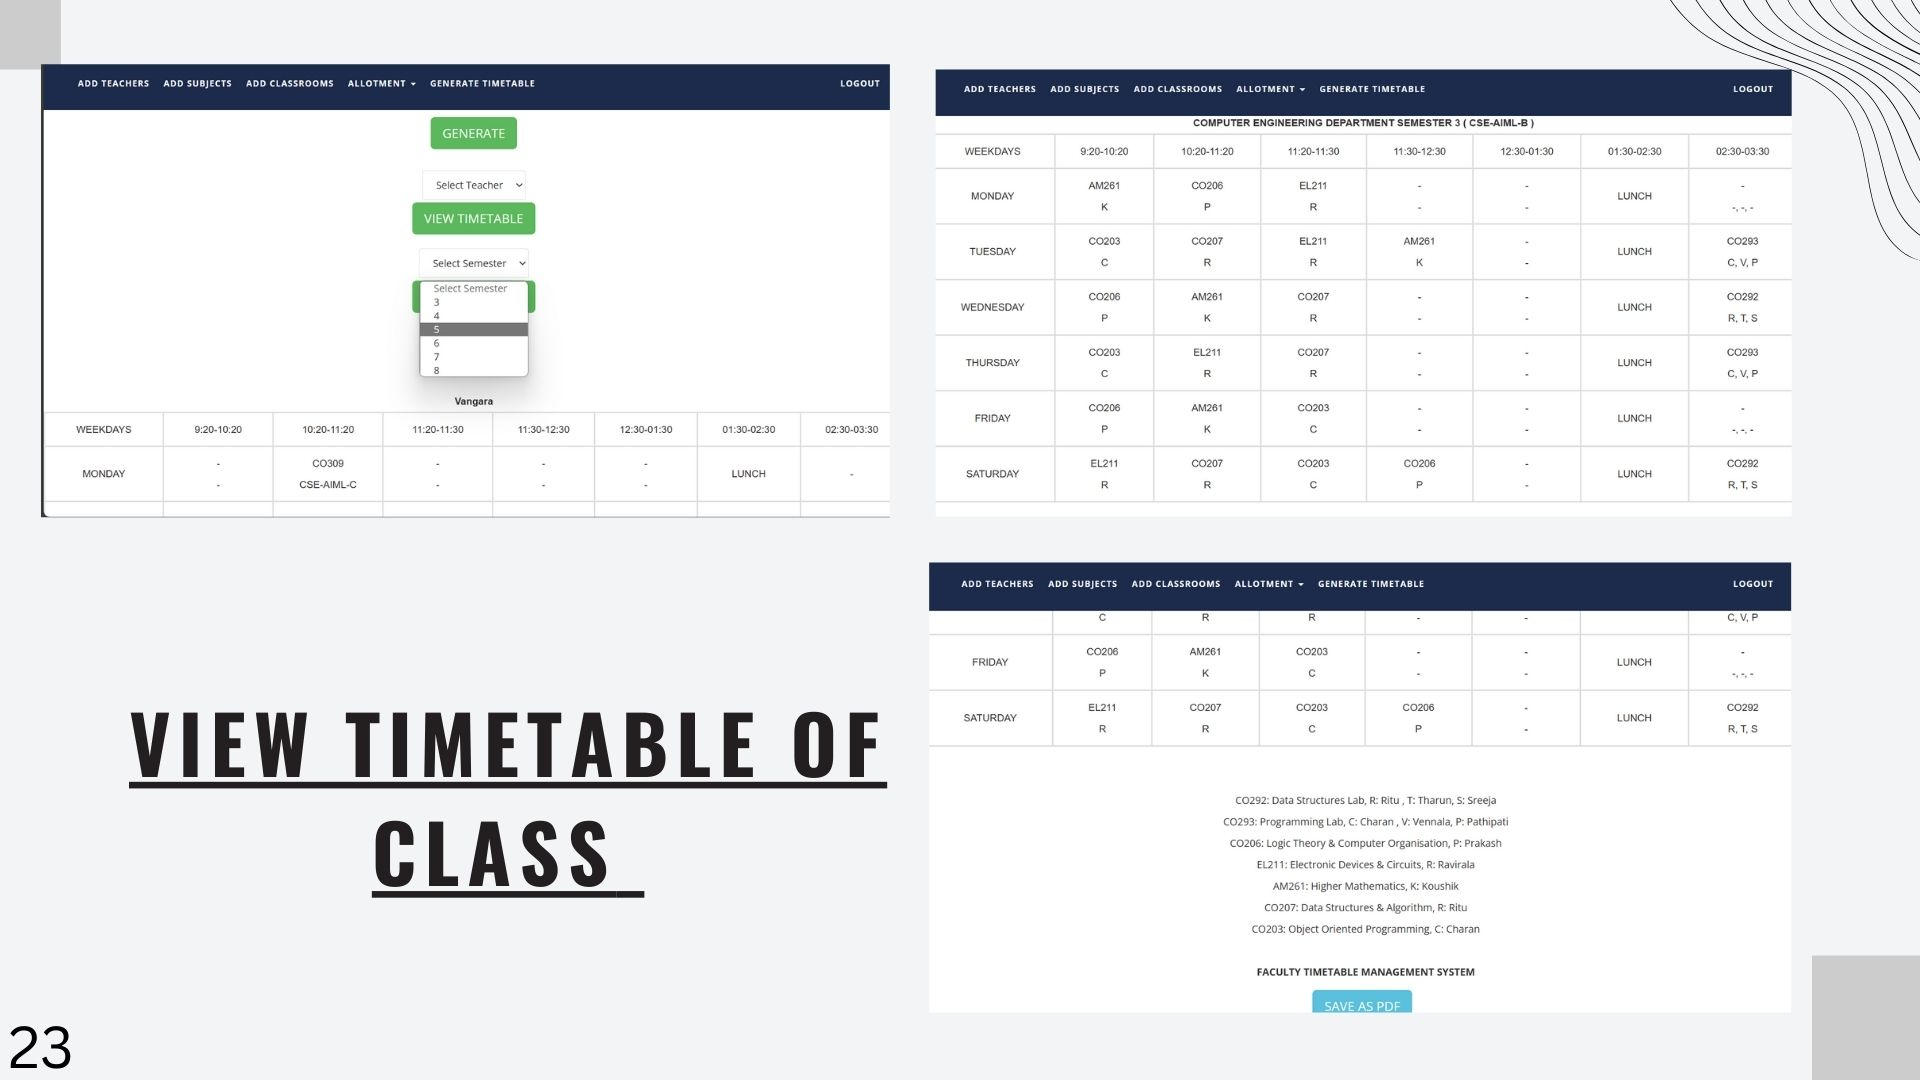 ADD TEACHERS ADD SUBJECTS ADD CLASSROOMS ALLOTMENT GENERATE TIMETABLE LOGOUT
GENERATE
Select Teacher
VIEW TIMETABLE
Select Semester
Select Semester
3
4
5
6
7
8
Vangara
WEEKDAYS 9:20-10:20 10:20-11:20 11:20-11:30 11:30-12:30 12:30-01:30 01:30-02:30 02:30-03:30
MONDAY - CO309 - - - LUNCH -
- CSE-AIML-C - - -
ADD TEACHERS ADD SUBJECTS ADD CLASSROOMS ALLOTMENT GENERATE TIMETABLE LOGOUT
COMPUTER ENGINEERING DEPARTMENT SEMESTER 3 ( CSE-AIML-B )
WEEKDAYS 9:20-10:20 10:20-11:20 11:20-11:30 11:30-12:30 12:30-01:30 01:30-02:30 02:30-03:30
MONDAY AM261 CO206 EL211 - - LUNCH -
K P R - - -, -, -
TUESDAY CO203 CO207 EL211 AM261 - LUNCH CO293
C R R K - C, V, P
WEDNESDAY CO206 AM261 CO207 - - LUNCH CO292
P K R - - R, T, S
THURSDAY CO203 EL211 CO207 - - LUNCH CO293
C R R - - C, V, P
FRIDAY CO206 AM261 CO203 - - LUNCH -
P K C - - -, -, -
SATURDAY EL211 CO207 CO203 CO206 - LUNCH CO292
R R C P - R, T, S
ADD TEACHERS ADD SUBJECTS ADD CLASSROOMS ALLOTMENT GENERATE TIMETABLE LOGOUT
C R R - - C, V, P
FRIDAY CO206 AM261 CO203 - - LUNCH -
P K C - - -, -, -
SATURDAY EL211 CO207 CO203 CO206 - LUNCH CO292
R R C P - R, T, S
CO292: Data Structures Lab, R: Ritu , T: Tharun, S: Sreeja
CO293: Programming Lab, C: Charan , V: Vennala, P: Pathipati
CO206: Logic Theory & Computer Organisation, P: Prakash
EL211: Electronic Devices & Circuits, R: Ravirala
AM261: Higher Mathematics, K: Koushik
CO207: Data Structures & Algorithm, R: Ritu
CO203: Object Oriented Programming, C: Charan
FACULTY TIMETABLE MANAGEMENT SYSTEM
SAVE AS PDF
VIEW TIMETABLE OF
CLASS
23